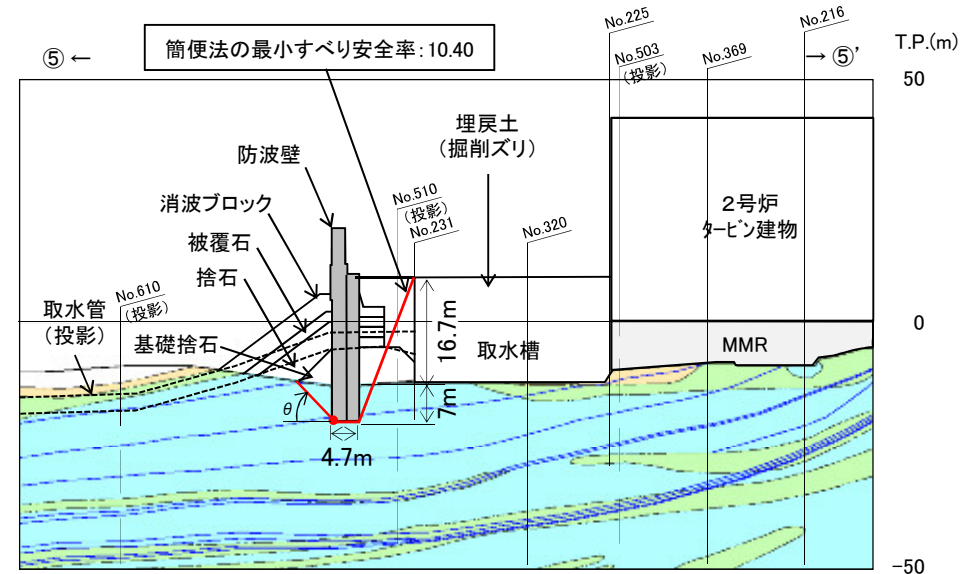 No.225
No.216
⑤ ←
簡便法の最小すべり安全率：10.40
No.503
(投影)
No.369
→ ⑤’
T.P.(m)
50
埋戻土
（掘削ズリ）
防波壁
消波ブロック
No.510
(投影)
No.231
No.320
２号炉
タービン建物
被覆石
捨石
取水管
（投影）
No.610
(投影)
16.7m
0
基礎捨石
取水槽
MMR
θ
7m
4.7m
-50